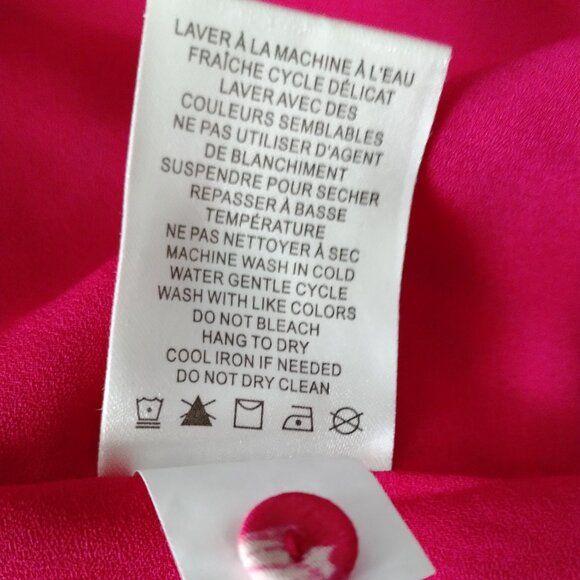 LAVER À LA MACHINE À L'EAU
FRAÎCHE CYCLE DÉLICAT
LAVER AVEC DES
COULEURS SEMBLABLES
NE PAS UTILISER D'AGENT
DE BLANCHIMENT
SUSPENDRE POUR SECHER
REPASSER À BASSE
TEMPÉRATURE
NE PAS NETTOYER À SEC
MACHINE WASH IN COLD
WATER GENTLE CYCLE
WASH WITH LIKE COLORS
DO NOT BLEACH
HANG TO DRY
COOL IRON IF NEEDED
DO NOT DRY CLEAN